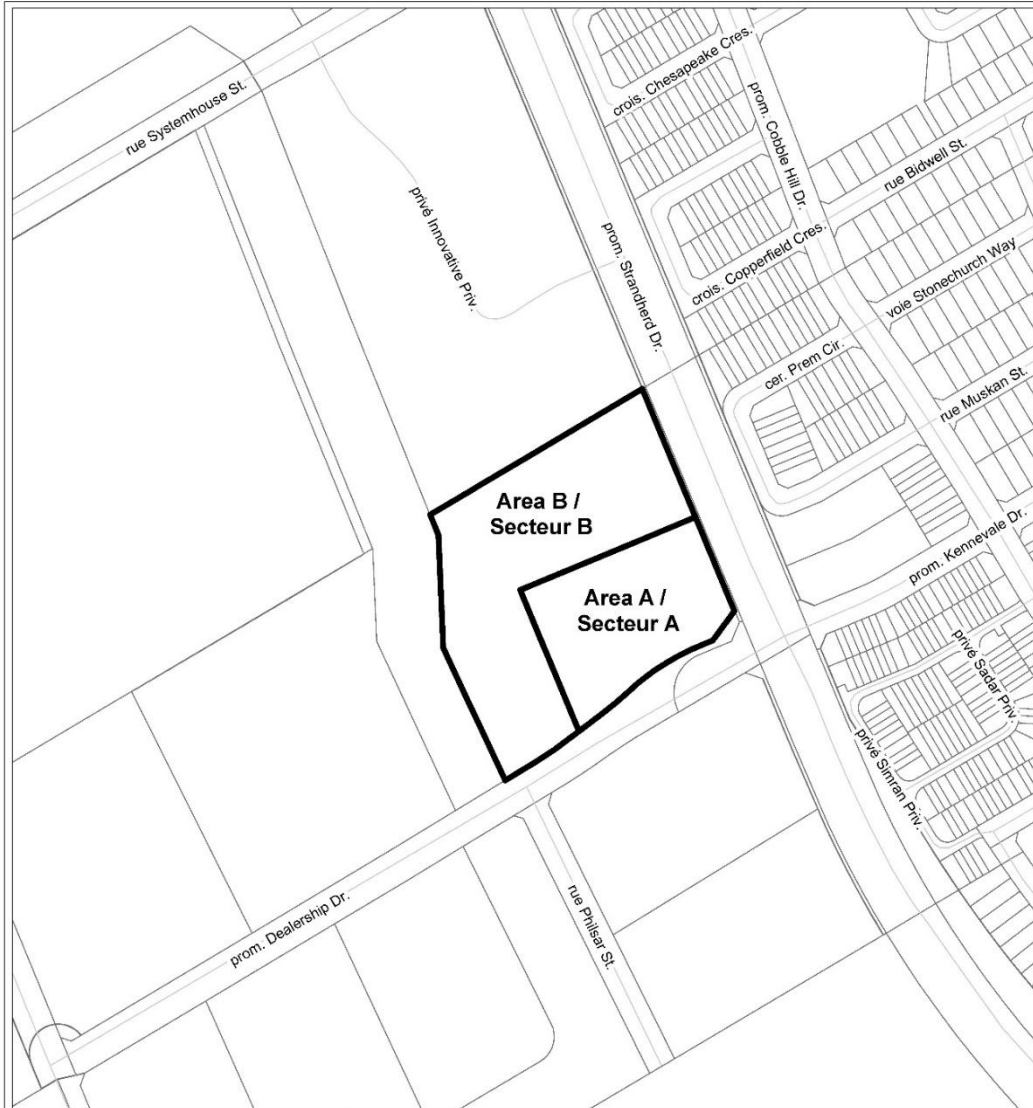 crois. Chesapeake Cres.
rue Systemhouse St.
prom. Cobble Hill Dr.
rue Bidwell St.
privé Innovative Priv.
crois. Copperfield Cres.
prom. Strandherd Dr.
voie Stonechurch Way
cer. Prem Cir.
rue Muskan St.
Area B /
Secteur B
prom. Kennevale Dr.
Area A /
Secteur A
privé Sadar Priv.
privé Simran Priv.
prom. Dealership Dr.
rue Philsar St.